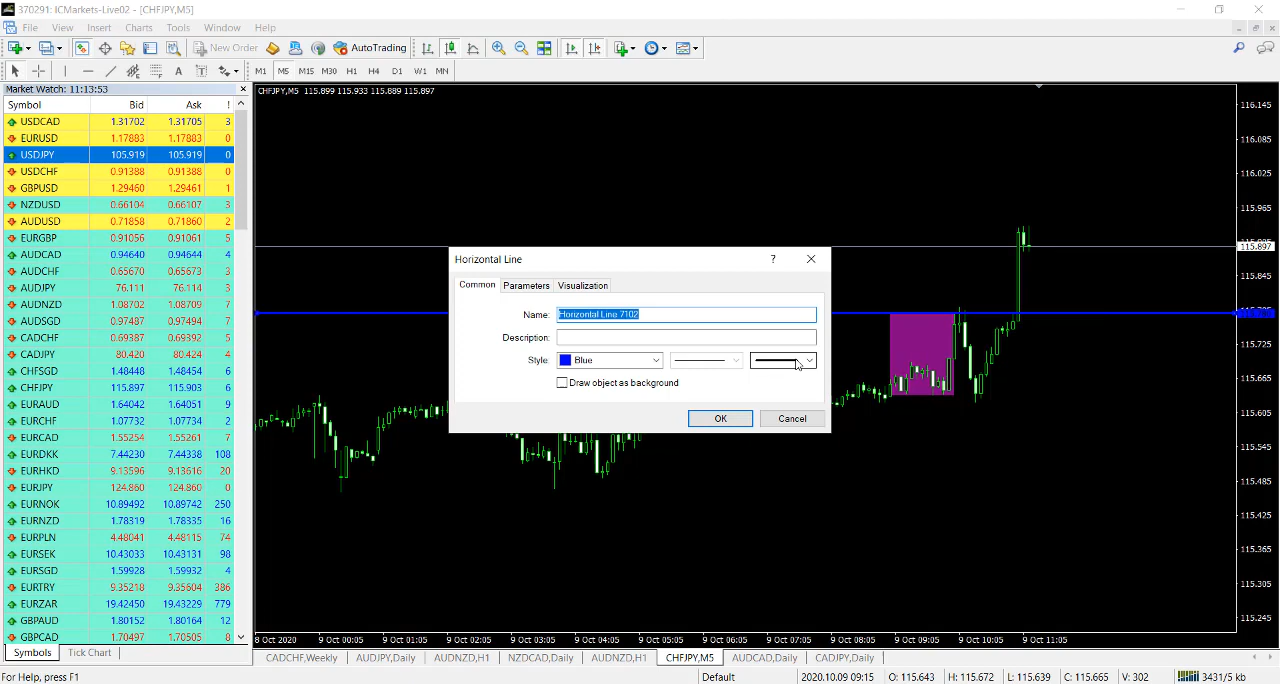 370291: ICMarkets-Live02 - [CHFJPY,M5]
File View Insert Charts Tools Window Help
New Order AutoTrading
A T M1 M5 M15 M30 H1 H4 D1 W1 MN
Market Watch: 11:13:53
Symbol Bid Ask !
USDCAD 1.31702 1.31705 3
EURUSD 1.17883 1.17883 0
USDJPY 105.919 105.919 0
USDCHF 0.91388 0.91388 0
GBPUSD 1.29460 1.29461 1
NZDUSD 0.66104 0.66107 3
AUDUSD 0.71858 0.71860 2
EURGBP 0.91056 0.91061 5
AUDCAD 0.94640 0.94644 4
AUDCHF 0.65670 0.65673 3
AUDJPY 76.111 76.114 3
AUDNZD 1.08702 1.08709 7
AUDSGD 0.97487 0.97494 7
CADCHF 0.69387 0.69392 5
CADJPY 80.420 80.424 4
CHFSGD 1.48447 1.48454 7
CHFJPY 115.897 115.903 6
EURAUD 1.64042 1.64051 9
EURCHF 1.07732 1.07734 2
EURCAD 1.55254 1.55261 7
EURDKK 7.44230 7.44338 108
EURHKD 9.13596 9.13616 20
EURJPY 124.860 124.860 0
EURNOK 10.89492 10.89742 250
EURNZD 1.78319 1.78335 16
EURPLN 4.48041 4.48115 74
EURSEK 10.43033 10.43131 98
EURSGD 1.59928 1.59932 4
EURTRY 9.35218 9.35604 386
EURZAR 19.42450 19.43229 779
GBPAUD 1.80152 1.80164 12
GBPCAD 1.70497 1.70505 8
Symbols Tick Chart
CHFJPY,M5 115.899 115.933 115.889 115.897
Horizontal Line ?
Common Parameters Visualization
Name: Horizontal Line 7102
Description:
Style: Blue
Draw object as background
OK Cancel
116.145
116.085
116.025
115.965
115.897
115.845
115.725
115.665
115.605
115.545
115.485
115.425
115.365
115.305
115.245
8 Oct 2020 9 Oct 00:05 9 Oct 01:05 9 Oct 02:05 9 Oct 03:05 9 Oct 04:05 9 Oct 05:05 9 Oct 06:05 9 Oct 07:05 9 Oct 08:05 9 Oct 09:05 9 Oct 10:05 9 Oct 11:05
CADCHF,Weekly AUDJPY,Daily AUDNZD,H1 NZDCAD,Daily AUDNZD,H1 CHFJPY,M5 AUDCAD,Daily CADJPY,Daily
For Help, press F1 Default 2020.10.09 09:15 O: 115.643 H: 115.672 L: 115.639 C: 115.665 V: 302 3431/5 kb